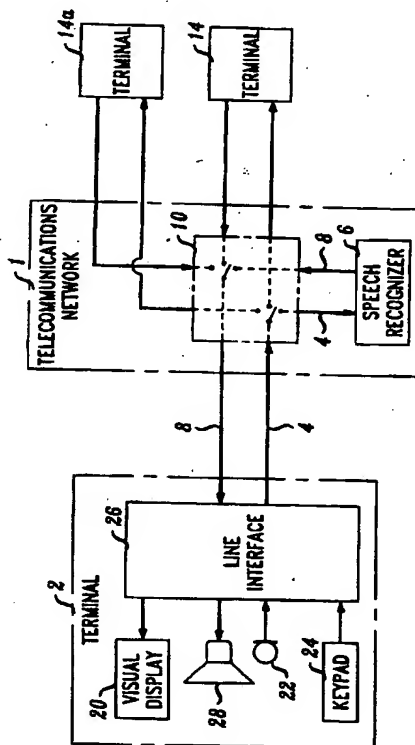 14a
TERMINAL
14
TERMINAL
1
TELECOMMUNICATIONS
NETWORK
10
8
6
SPEECH
RECOGNIZER
4
8
4
2
TERMINAL
26
LINE
INTERFACE
20
VISUAL
DISPLAY
28
22
24
KEYPAD